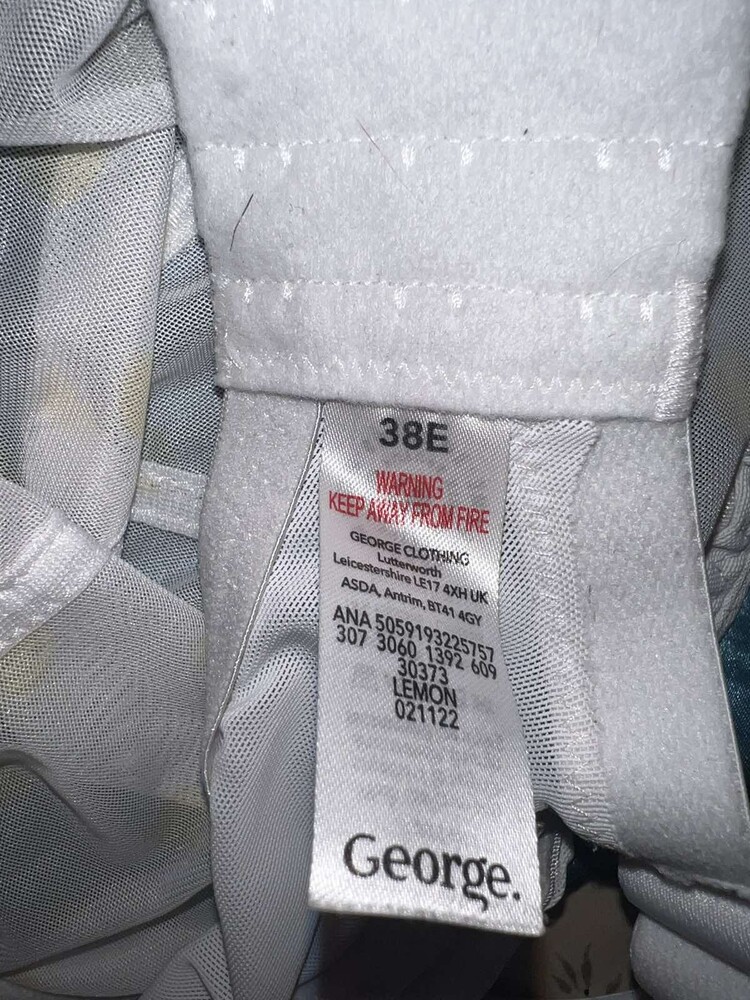 38E
WARNING
KEEP AWAY FROM FIRE
GEORGE CLOTHING
Lutterworth
Leicestershire LE17 4XH UK
ASDA, Antrim, BT41 4GY
ANA 5059193225757
307 3060 1392 609
30373
LEMON
021122
George.